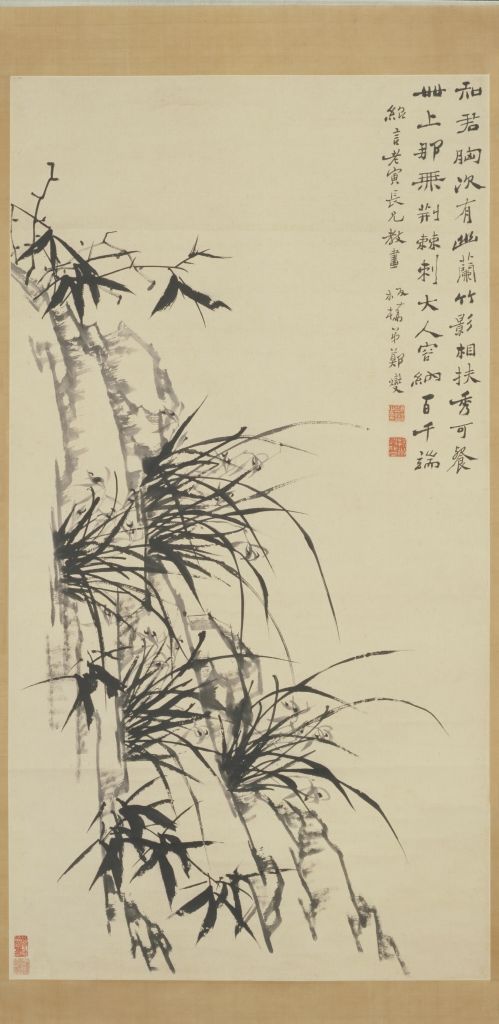 知君胸次有幽蘭竹影相扶秀可餐
世上那無荊棘刺大人容納百千端
紹言老寅長兄教畫 板橋弟鄭燮